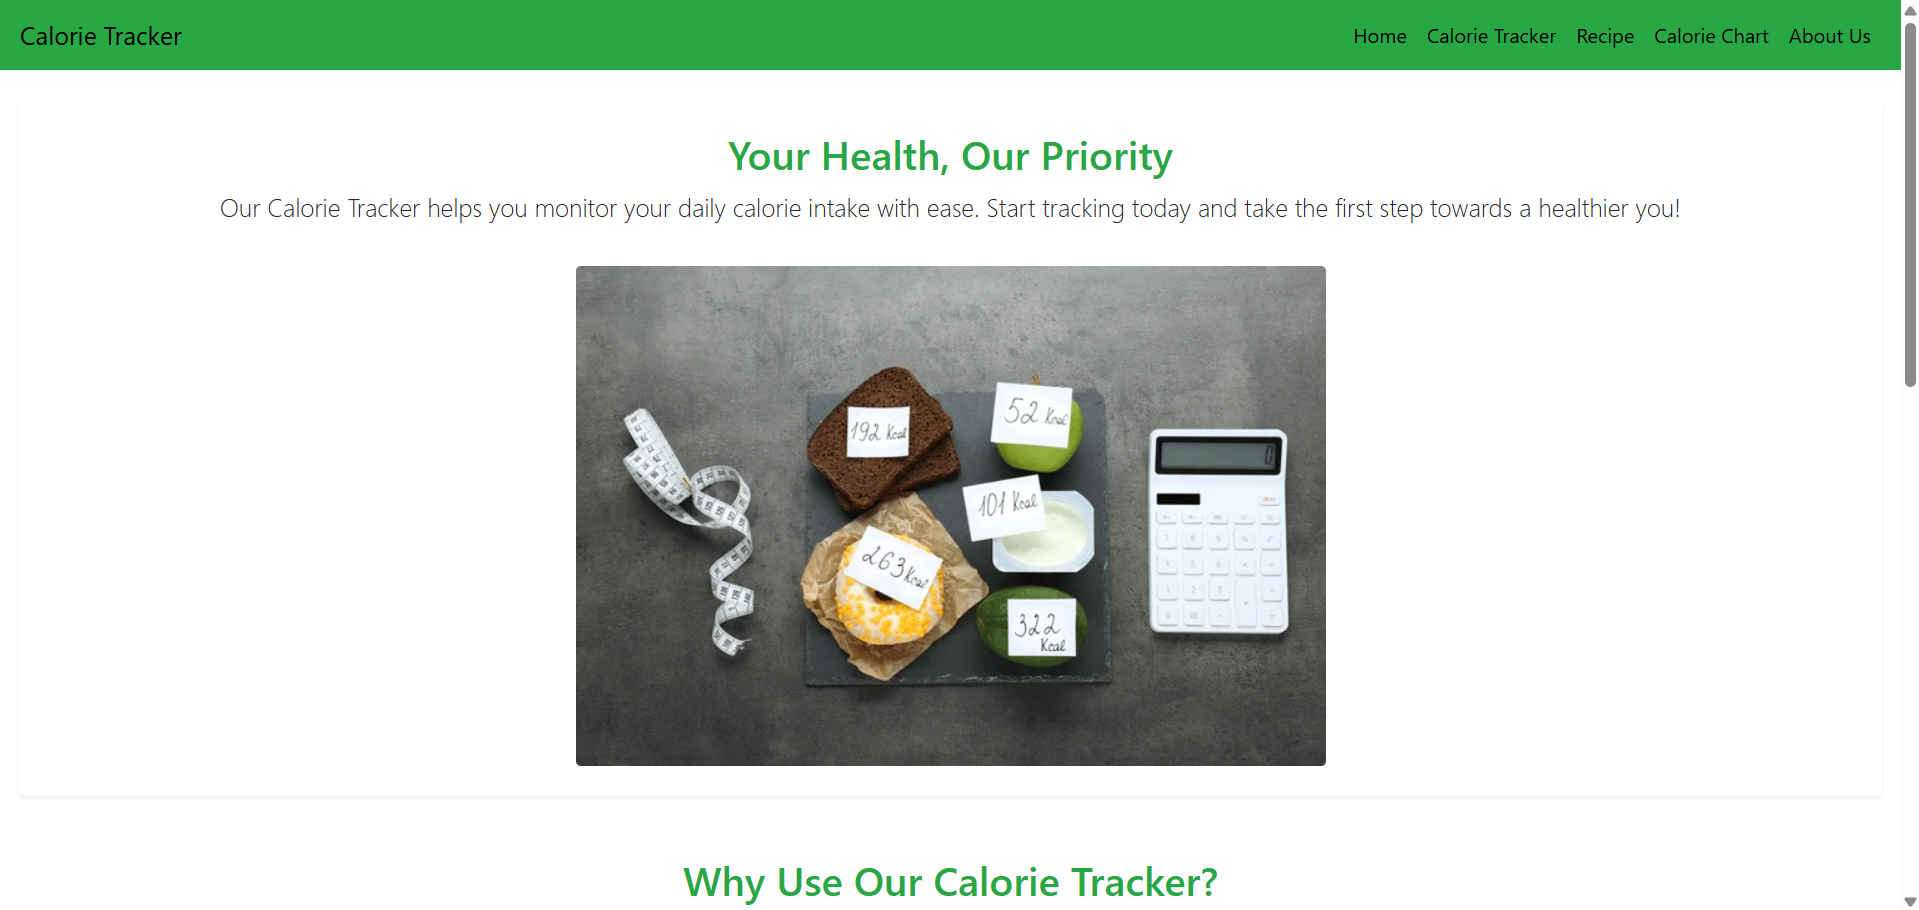 Calorie Tracker
Home Calorie Tracker Recipe Calorie Chart About Us
Your Health, Our Priority
Our Calorie Tracker helps you monitor your daily calorie intake with ease. Start tracking today and take the first step towards a healthier you!
192 Kcal
52 Kcal
101 Kcal
263 Kcal
322
Kcal
Why Use Our Calorie Tracker?